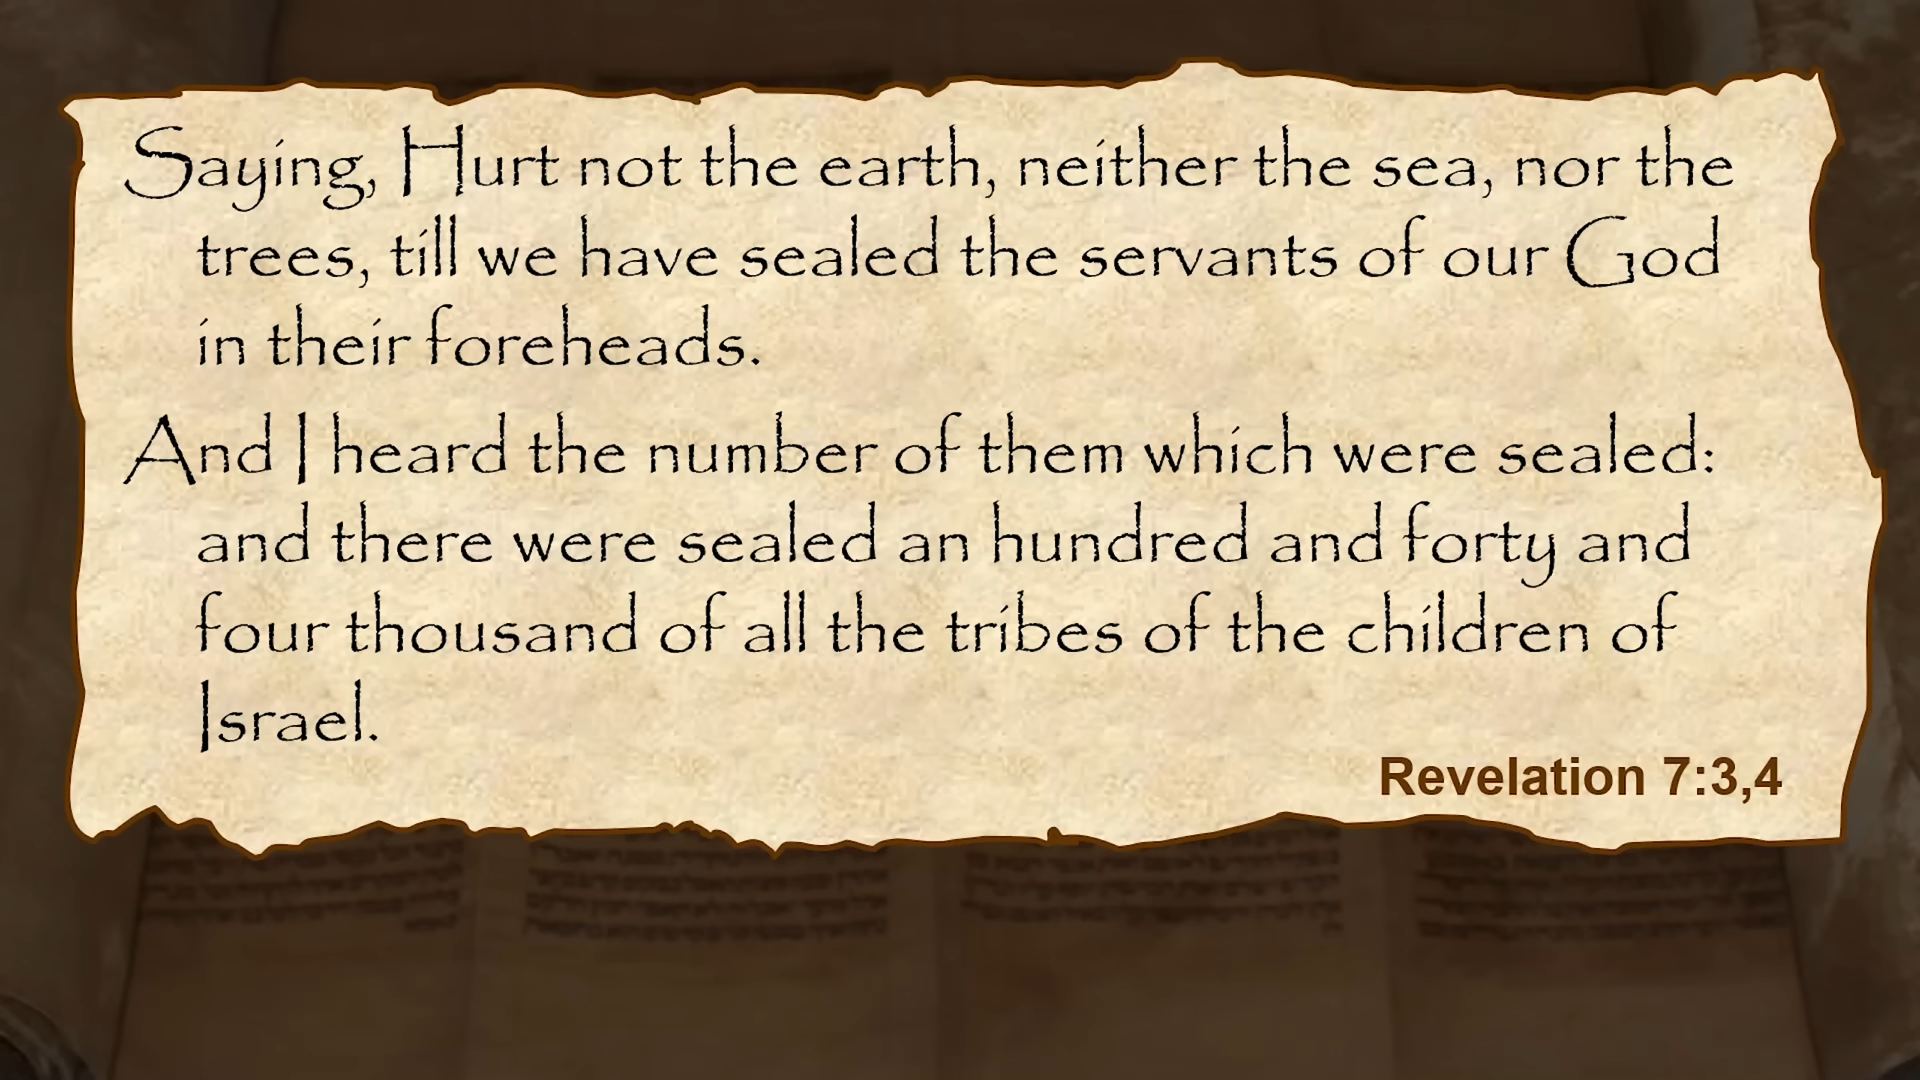 Saying, Hurt not the earth, neither the sea, nor the
trees, till we have sealed the servants of our God
in their foreheads.
And I heard the number of them which were sealed:
and there were sealed an hundred and forty and
four thousand of all the tribes of the children of
Israel.
Revelation 7:3,4